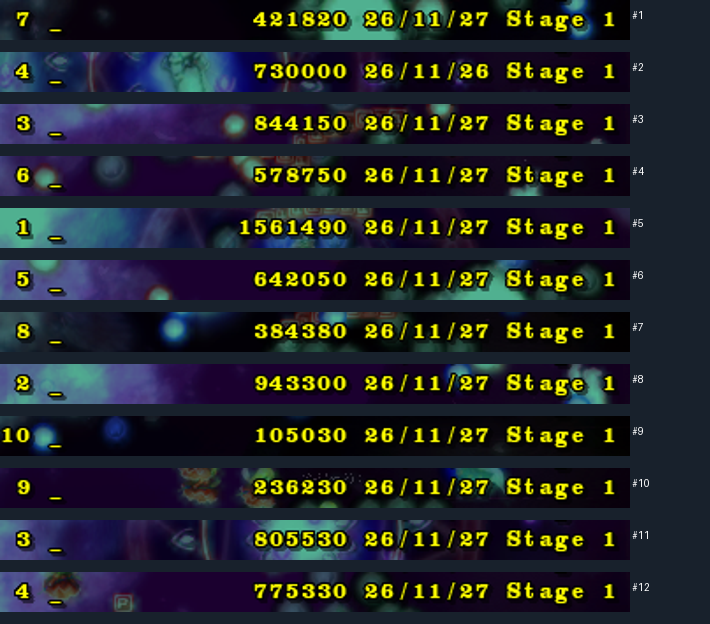 7 _ 421820 26/11/27 Stage 1 #1
4 _ 730000 26/11/26 Stage 1 #2
3 _ 844150 26/11/27 Stage 1 #3
6 _ 578750 26/11/27 Stage 1 #4
1 _ 1561490 26/11/27 Stage 1 #5
5 _ 642050 26/11/27 Stage 1 #6
8 _ 384380 26/11/27 Stage 1 #7
2 _ 943300 26/11/27 Stage 1 #8
10 _ 105030 26/11/27 Stage 1 #9
9 _ 236230 26/11/27 Stage 1 #10
3 _ 805530 26/11/27 Stage 1 #11
4 _ 775330 26/11/27 Stage 1 #12
P